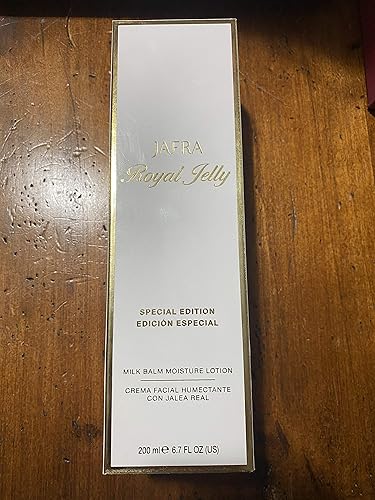 JAFRA
Royal Jelly
SPECIAL EDITION
EDICIÓN ESPECIAL
MILK BALM MOISTURE LOTION
CREMA FACIAL HUMECTANTE
CON JALEA REAL
200 ml ℮ 6.7 FL OZ (US)